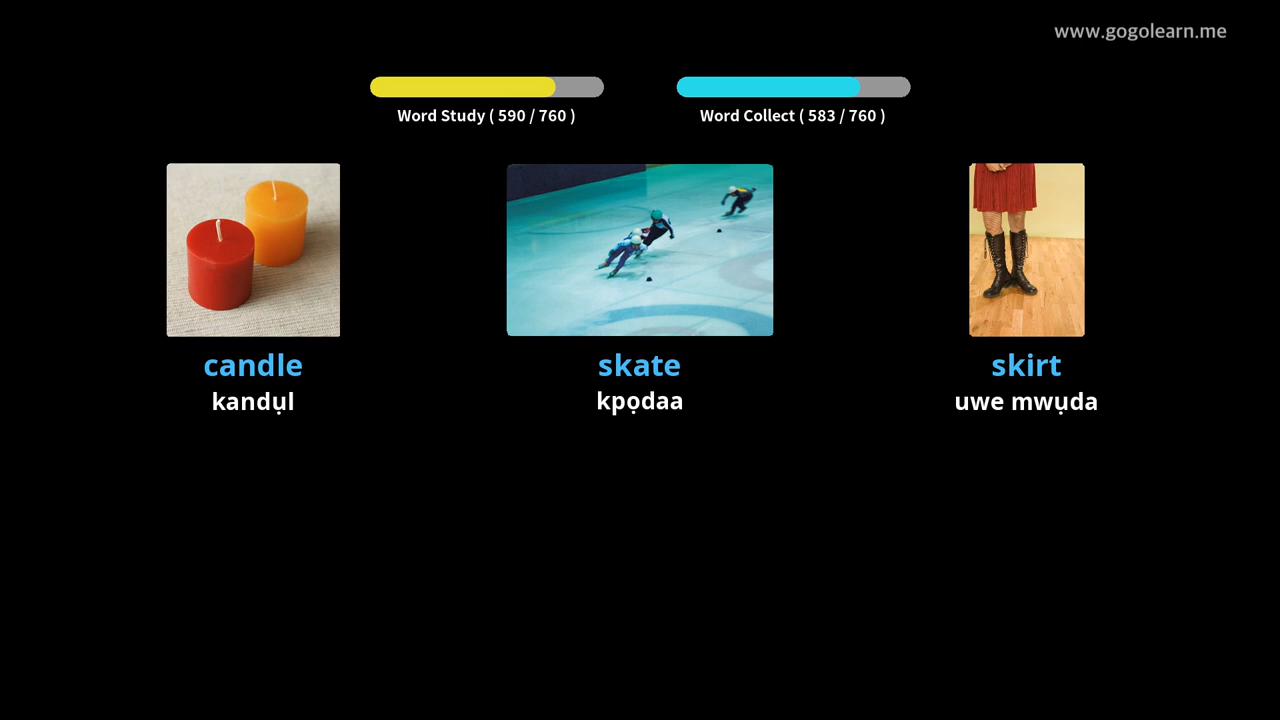 www.gogolearn.me
Word Study ( 590 / 760 )
Word Collect ( 583 / 760 )
candle
kandụl
skate
kpọdaa
skirt
uwe mwụda